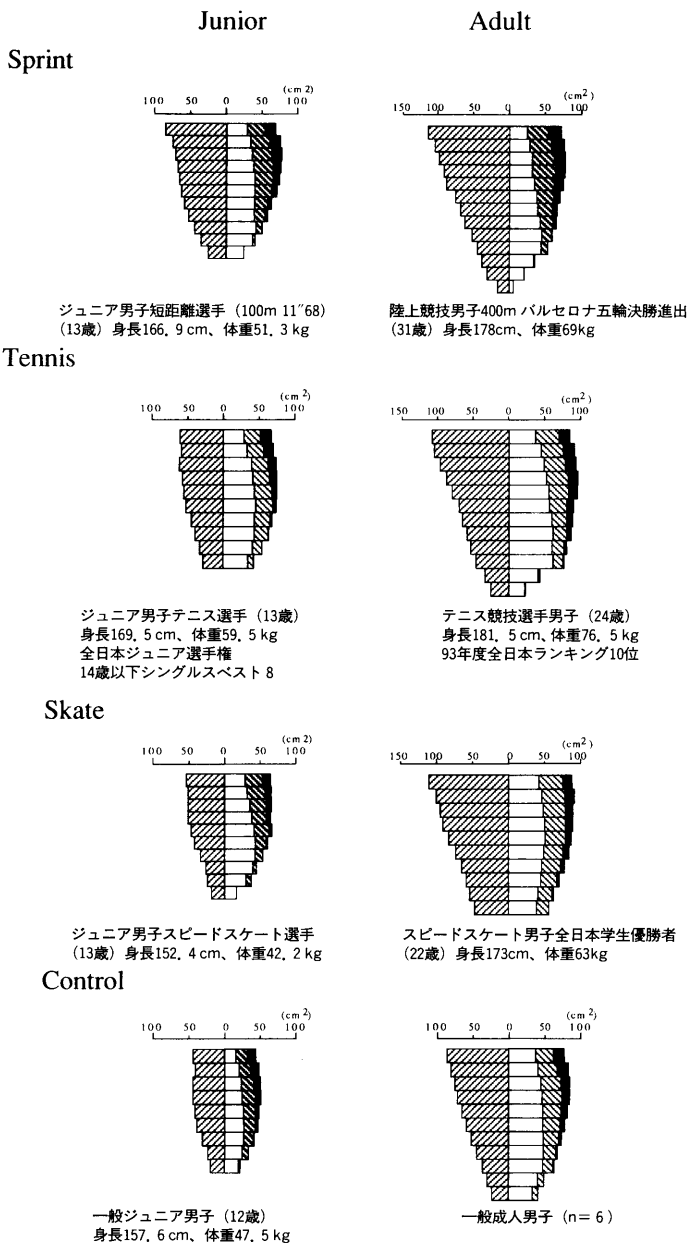 Junior Adult
Sprint
(cm2)
100 50 0 50 100
(cm2)
150 100 50 0 50 100
ジュニア男子短距離選手 (100m 11″68)
(13歳) 身長166.9cm、体重51.3kg
陸上競技男子400m バルセロナ五輪決勝進出
(31歳) 身長178cm、体重69kg
Tennis
(cm2)
100 50 0 50 100
(cm2)
150 100 50 0 50 100
ジュニア男子テニス選手 (13歳)
身長169.5cm、体重59.5kg
全日本ジュニア選手権
14歳以下シングルスベスト8
テニス競技選手男子 (24歳)
身長181.5cm、体重76.5kg
93年度全日本ランキング10位
Skate
(cm2)
100 50 0 50 100
(cm2)
150 100 50 0 50 100
ジュニア男子スピードスケート選手
(13歳) 身長152.4cm、体重42.2kg
スピードスケート男子全日本学生優勝者
(22歳) 身長173cm、体重63kg
Control
(cm2)
100 50 0 50 100
(cm2)
100 50 0 50 100
一般ジュニア男子 (12歳)
身長157.6cm、体重47.5kg
一般成人男子 (n=6)